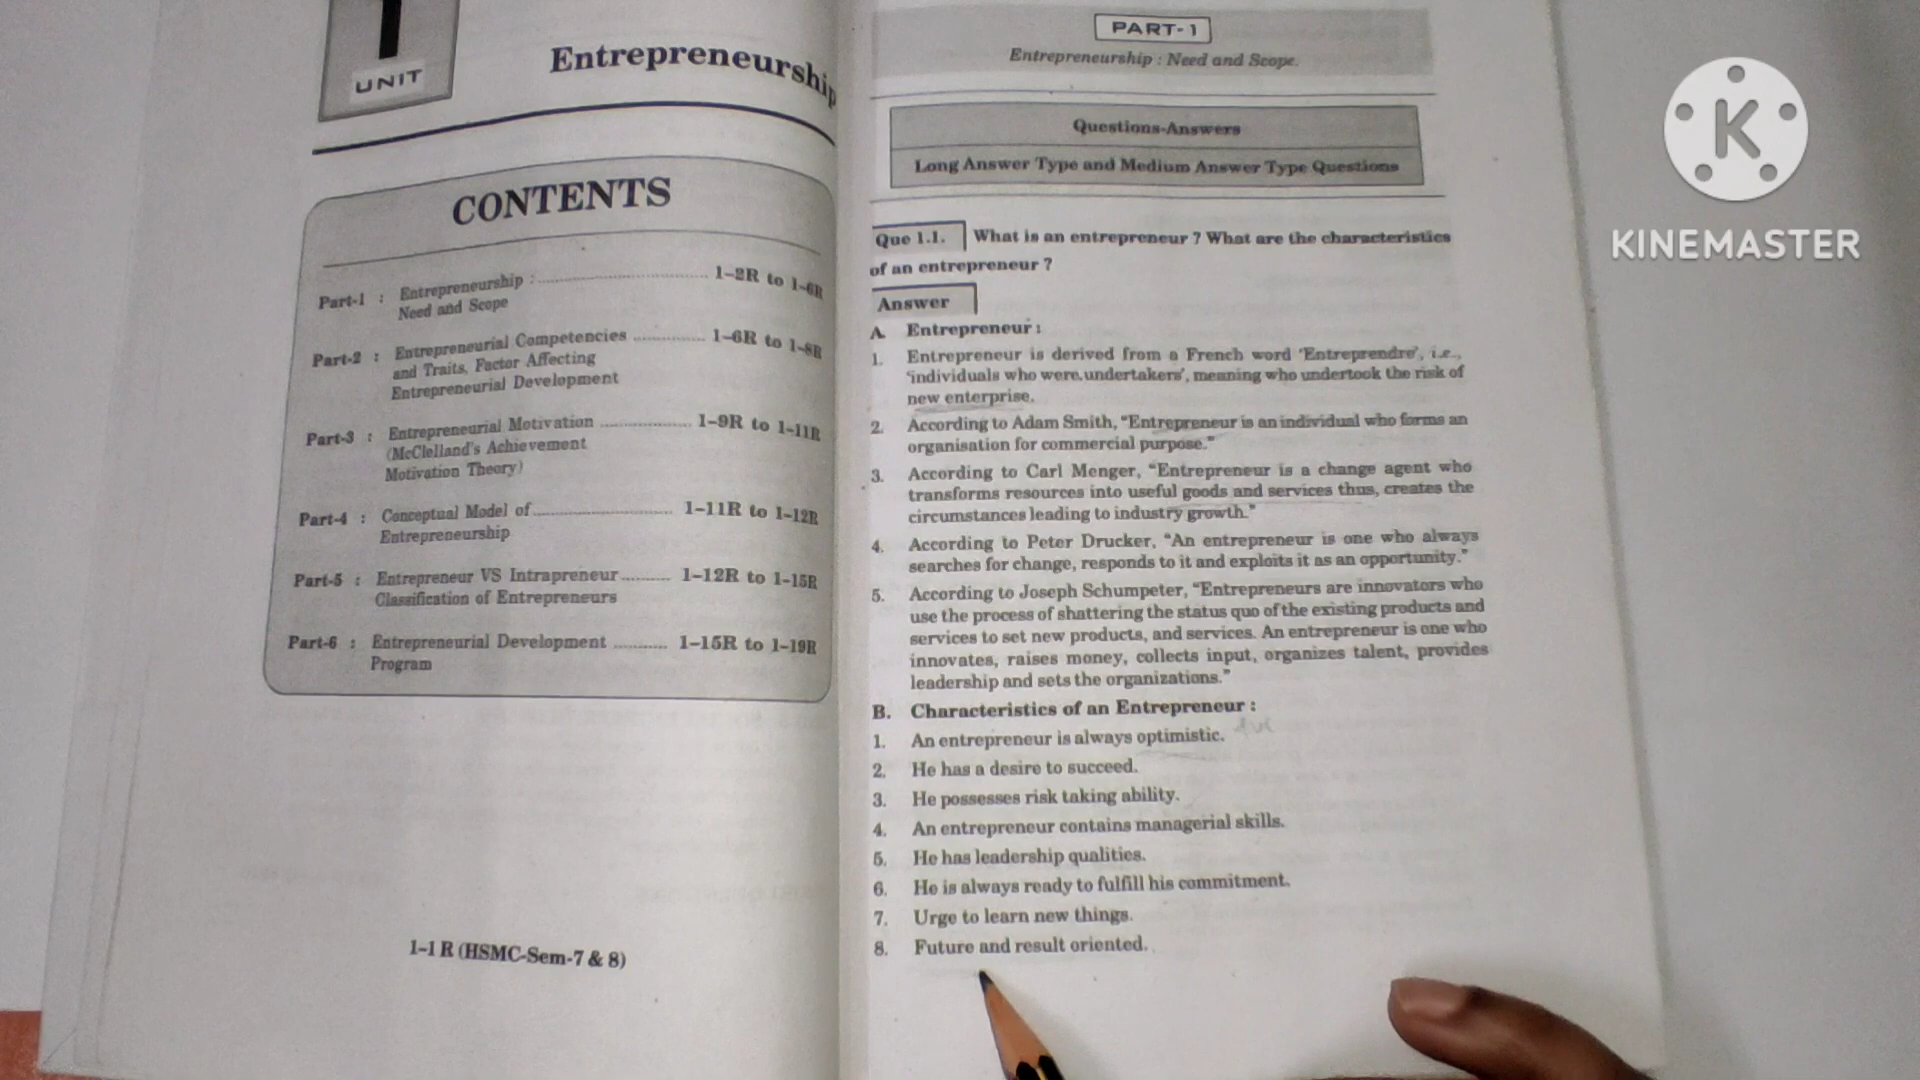 1
UNIT
Entrepreneurship
CONTENTS
Part-1 : Entrepreneurship : ........................ 1–2R to 1–6R
Need and Scope
Part-2 : Entrepreneurial Competencies ............... 1–6R to 1–8R
and Traits, Factor Affecting
Entrepreneurial Development
Part-3 : Entrepreneurial Motivation .................. 1–9R to 1–11R
(McClelland's Achievement
Motivation Theory)
Part-4 : Conceptual Model of ............................ 1–11R to 1–12R
Entrepreneurship
Part-5 : Entrepreneur VS Intrapreneur .......... 1–12R to 1–15R
Classification of Entrepreneurs
Part-6 : Entrepreneurial Development ........... 1–15R to 1–19R
Program
1–1 R (HSMC-Sem-7 & 8)
PART-1
Entrepreneurship : Need and Scope.
Questions-Answers
Long Answer Type and Medium Answer Type Questions
Que 1.1. What is an entrepreneur ? What are the characteristics
of an entrepreneur ?
Answer
A. Entrepreneur :
1. Entrepreneur is derived from a French word 'Entreprendre', i.e.,
'individuals who were undertakers', meaning who undertook the risk of
new enterprise.
2. According to Adam Smith, "Entrepreneur is an individual who forms an
organisation for commercial purpose."
3. According to Carl Menger, "Entrepreneur is a change agent who
transforms resources into useful goods and services thus, creates the
circumstances leading to industry growth."
4. According to Peter Drucker, "An entrepreneur is one who always
searches for change, responds to it and exploits it as an opportunity."
5. According to Joseph Schumpeter, "Entrepreneurs are innovators who
use the process of shattering the status quo of the existing products and
services to set new products, and services. An entrepreneur is one who
innovates, raises money, collects input, organizes talent, provides
leadership and sets the organizations."
B. Characteristics of an Entrepreneur :
1. An entrepreneur is always optimistic.
2. He has a desire to succeed.
3. He possesses risk taking ability.
4. An entrepreneur contains managerial skills.
5. He has leadership qualities.
6. He is always ready to fulfill his commitment.
7. Urge to learn new things.
8. Future and result oriented.
K
KINEMASTER